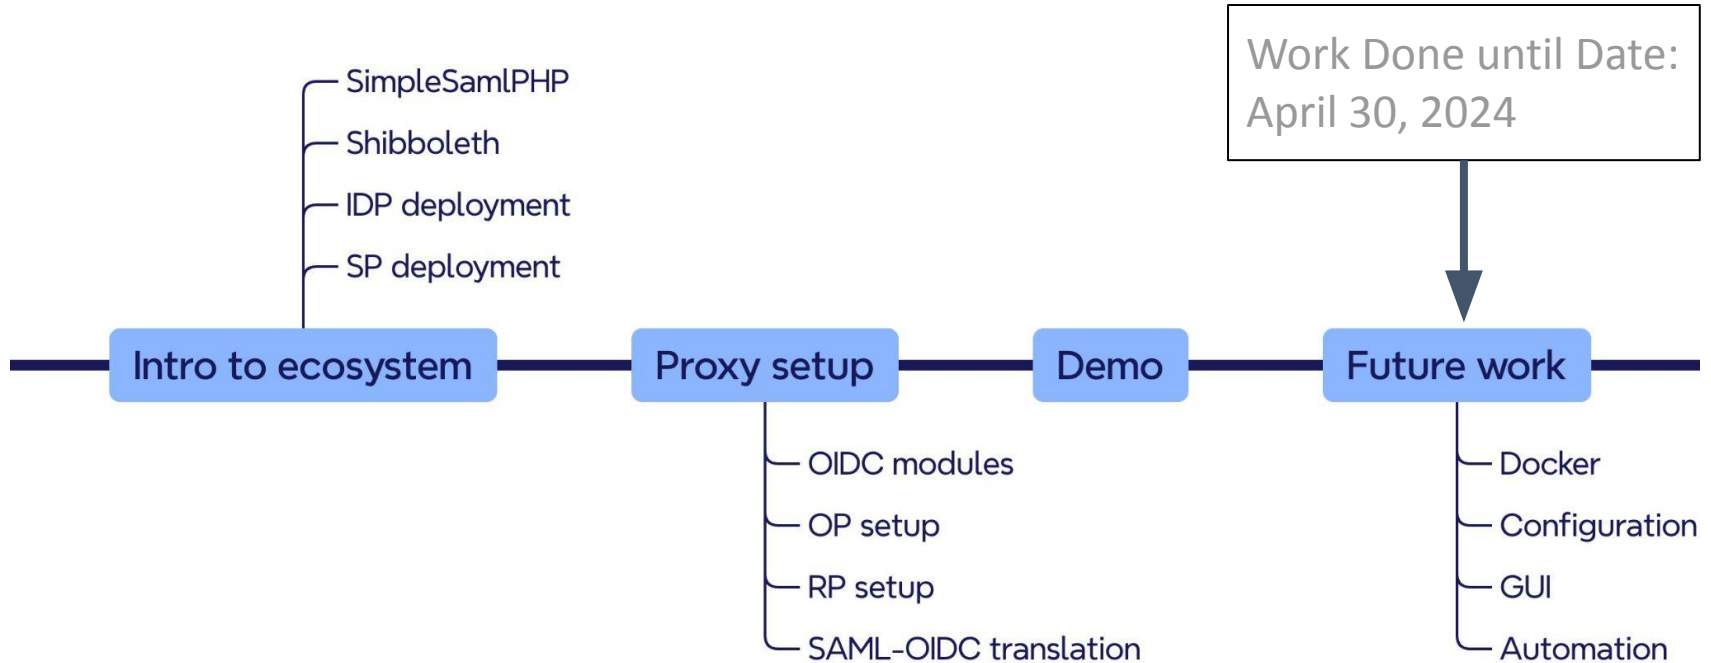 Work Done until Date:
April 30, 2024
SimpleSamlPHP
Shibboleth
IDP deployment
SP deployment
Intro to ecosystem
Proxy setup
Demo
Future work
OIDC modules
OP setup
RP setup
SAML-OIDC translation
Docker
Configuration
GUI
Automation